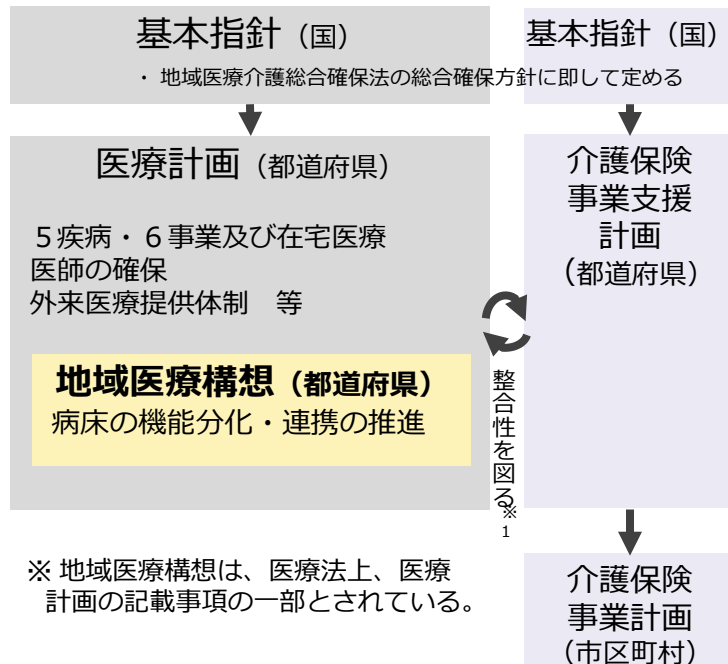 基本指針（国）
・ 地域医療介護総合確保法の総合確保方針に即して定める
医療計画（都道府県）
５疾病・６事業及び在宅医療
医師の確保
外来医療提供体制　等
地域医療構想（都道府県）
病床の機能分化・連携の推進
※ 地域医療構想は、医療法上、医療
計画の記載事項の一部とされている。
整合性を図る※1
基本指針（国）
介護保険
事業支援
計画
（都道府県）
介護保険
事業計画
（市区町村）